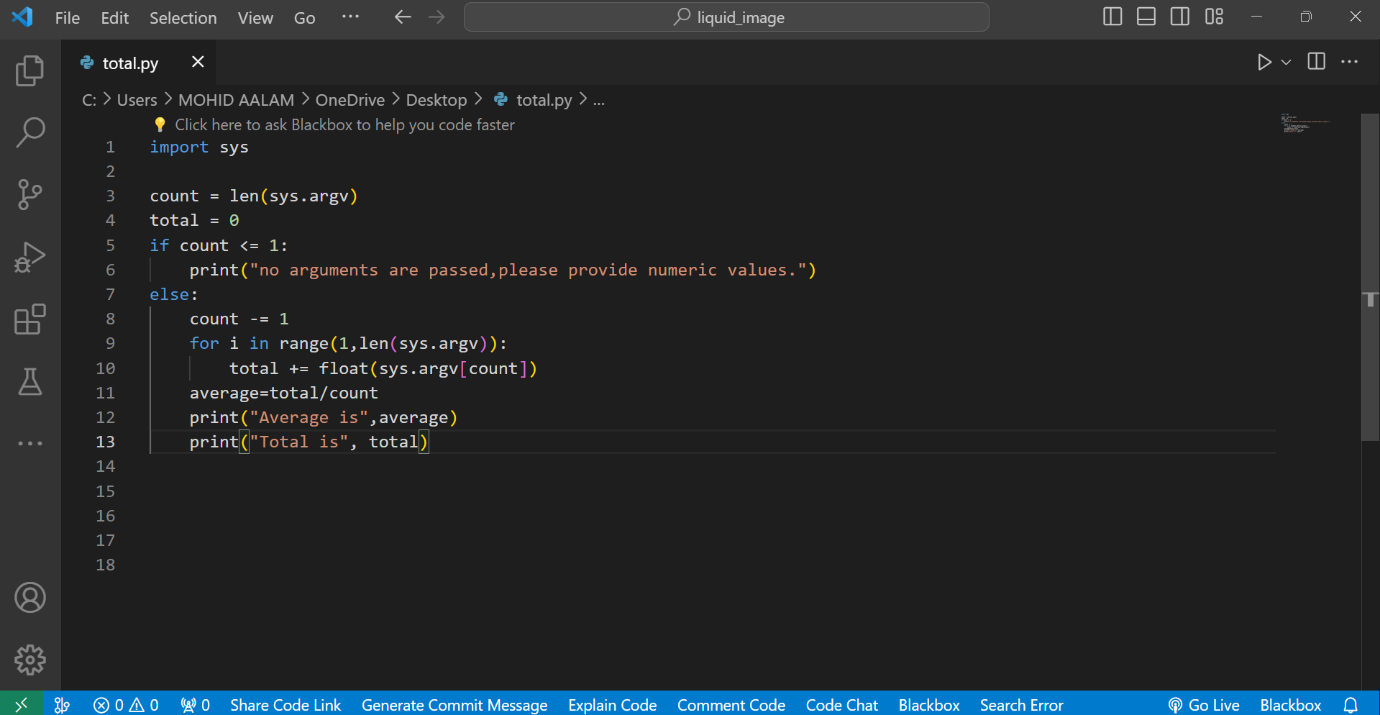 File Edit Selection View Go ... liquid_image
total.py
C: > Users > MOHID AALAM > OneDrive > Desktop > total.py > ...
Click here to ask Blackbox to help you code faster
1 import sys
2
3 count = len(sys.argv)
4 total = 0
5 if count <= 1:
6     print("no arguments are passed,please provide numeric values.")
7 else:
8     count -= 1
9     for i in range(1,len(sys.argv)):
10         total += float(sys.argv[count])
11     average=total/count
12     print("Average is",average)
13     print("Total is", total)
14
15
16
17
18
0 0 0 Share Code Link Generate Commit Message Explain Code Comment Code Code Chat Blackbox Search Error Go Live Blackbox